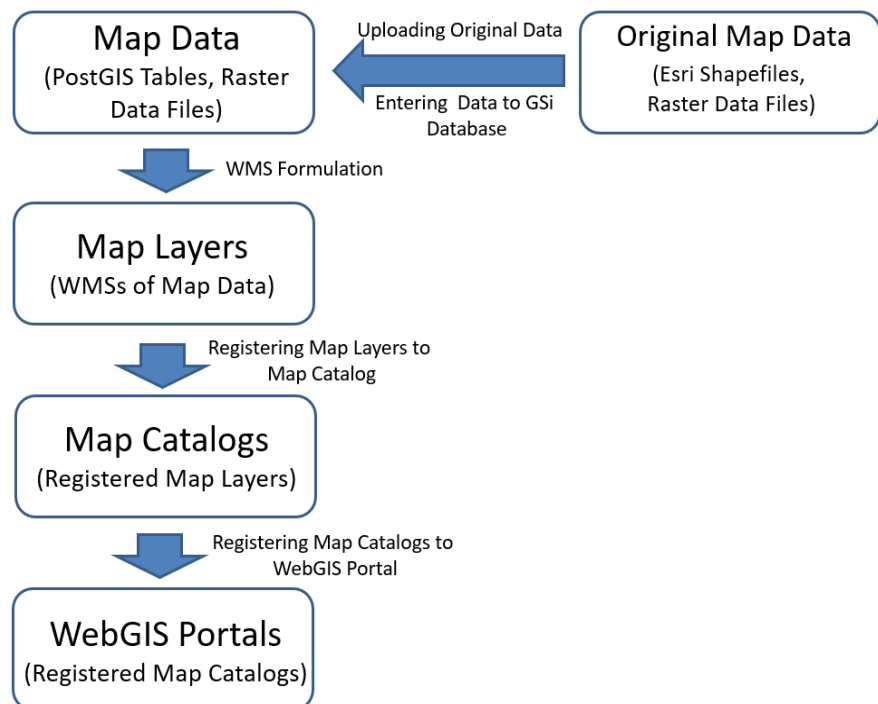 Map Data
(PostGIS Tables, Raster
Data Files)
Uploading Original Data
Entering Data to GSi
Database
Original Map Data
(Esri Shapefiles,
Raster Data Files)
WMS Formulation
Map Layers
(WMSs of Map Data)
Registering Map Layers to
Map Catalog
Map Catalogs
(Registered Map Layers)
Registering Map Catalogs to
WebGIS Portal
WebGIS Portals
(Registered Map Catalogs)